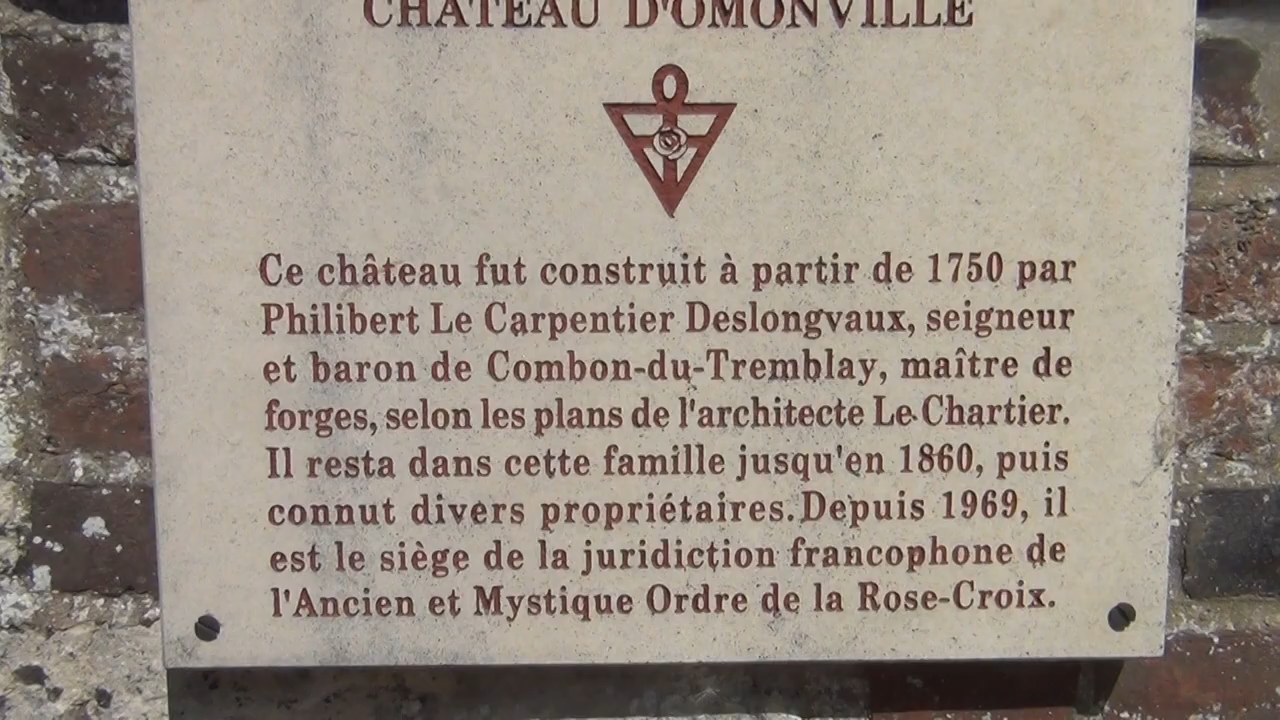 CHÂTEAU D'OMONVILLE
Ce château fut construit à partir de 1750 par
Philibert Le Carpentier Deslongvaux, seigneur
et baron de Combon-du-Tremblay, maître de
forges, selon les plans de l'architecte Le Chartier.
Il resta dans cette famille jusqu'en 1860, puis
connut divers propriétaires. Depuis 1969, il
est le siège de la juridiction francophone de
l'Ancien et Mystique Ordre de la Rose-Croix.